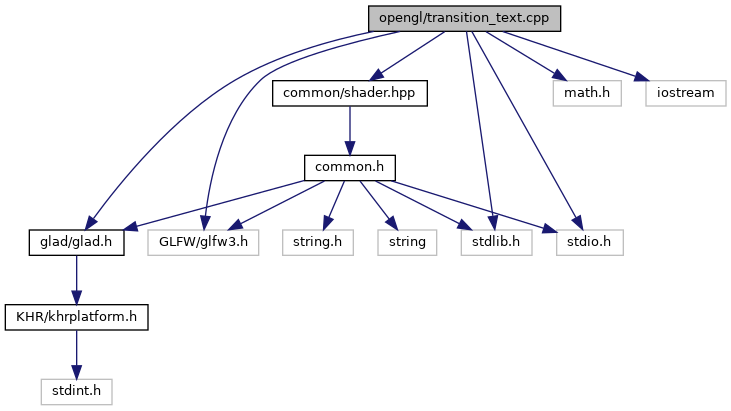 opengl/transition_text.cpp
common/shader.hpp
math.h
iostream
common.h
glad/glad.h
GLFW/glfw3.h
string.h
string
stdlib.h
stdio.h
KHR/khrplatform.h
stdint.h